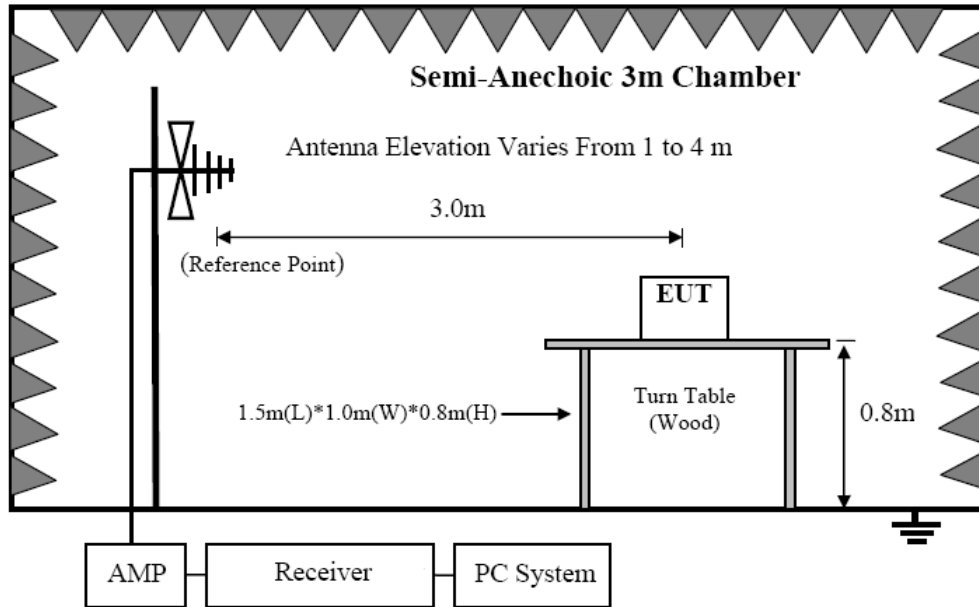 Semi-Anechoic 3m Chamber
Antenna Elevation Varies From 1 to 4 m
3.0m
(Reference Point)
EUT
1.5m(L)*1.0m(W)*0.8m(H)
Turn Table
(Wood)
0.8m
AMP
Receiver
PC System